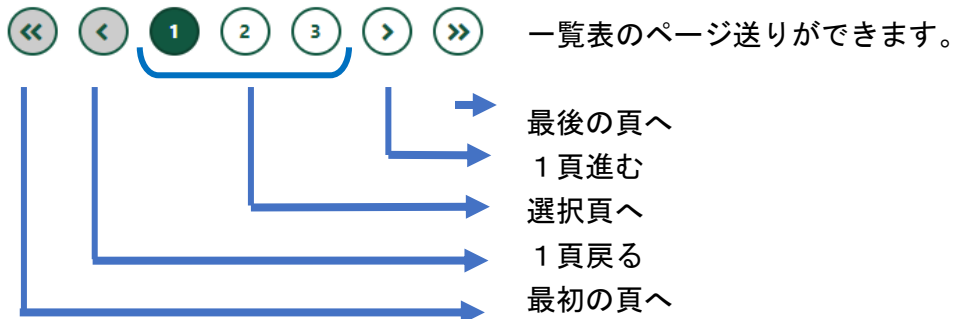 « < 1 2 3 > » 一覧表のページ送りができます。
最後の頁へ
１頁進む
選択頁へ
１頁戻る
最初の頁へ